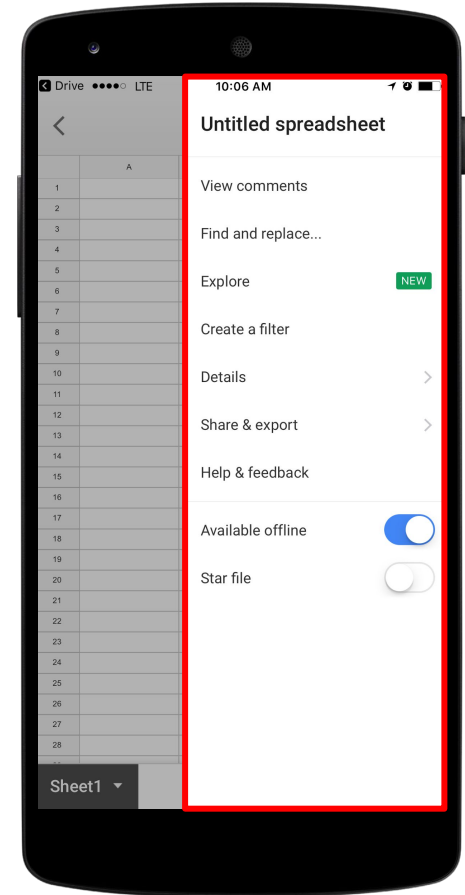 Drive LTE 10:06 AM
Untitled spreadsheet
A
1
2
3
4
5
6
7
8
9
10
11
12
13
14
15
16
17
18
19
20
21
22
23
24
25
26
27
28
View comments
Find and replace...
Explore NEW
Create a filter
Details
Share & export
Help & feedback
Available offline
Star file
Sheet1